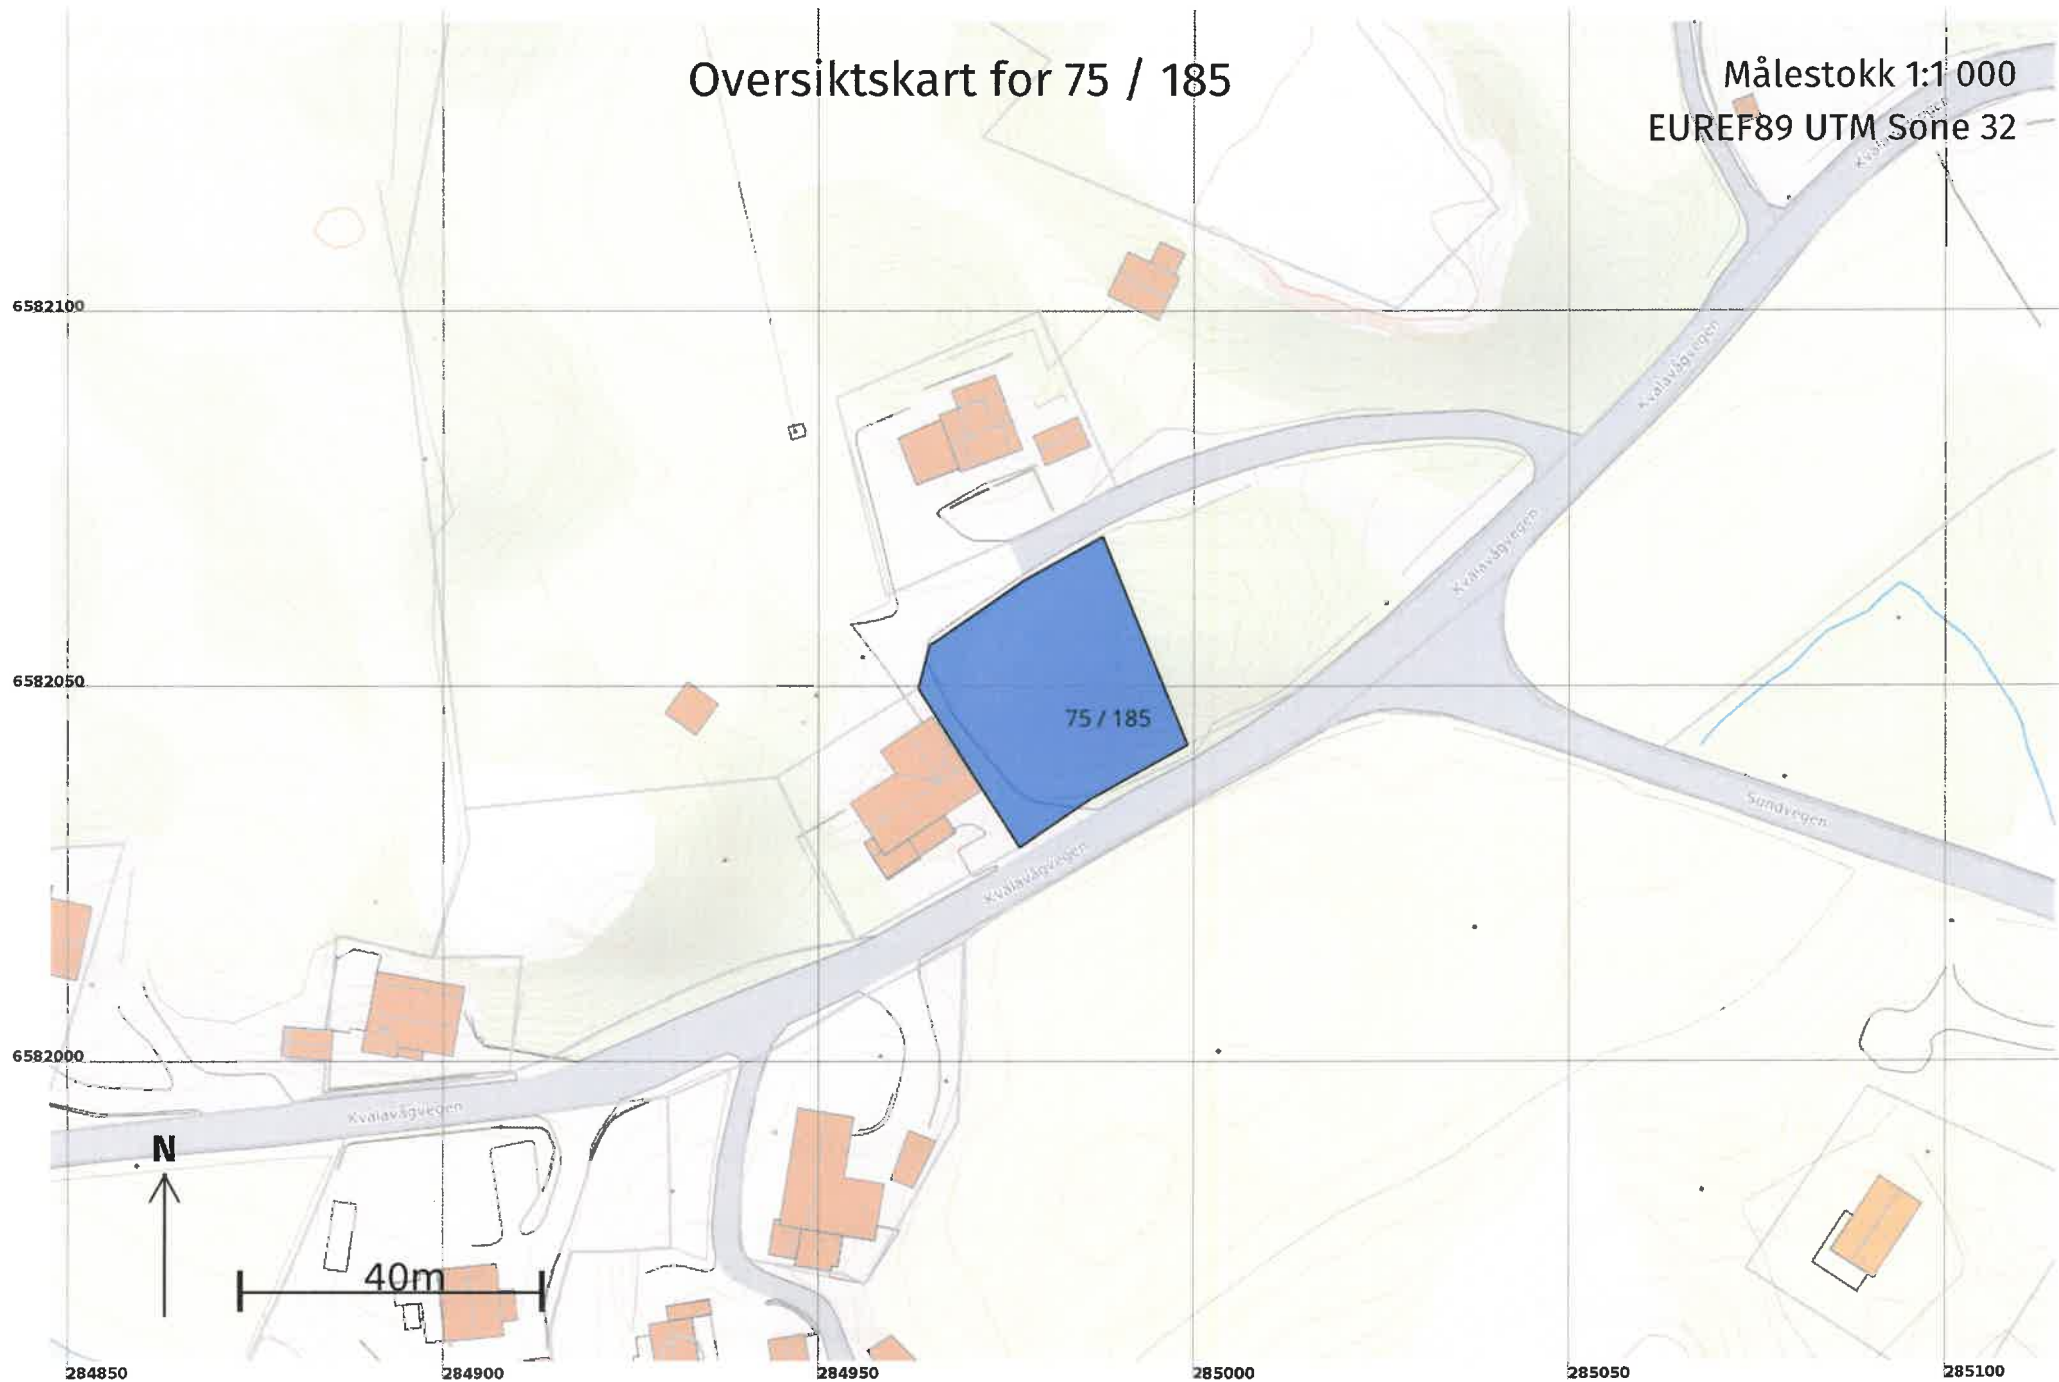 Oversiktskart for 75 / 185
Målestokk 1:1 000
EUREF89 UTM Sone 32
Kvalavågvegen
6582100
Kvalavågvegen
Kvalavågvegen
6582050
75 / 185
Sundvegen
Kvalavågvegen
6582000
Kvalavågvegen
N
40m
284850
284900
284950
285000
285050
285100